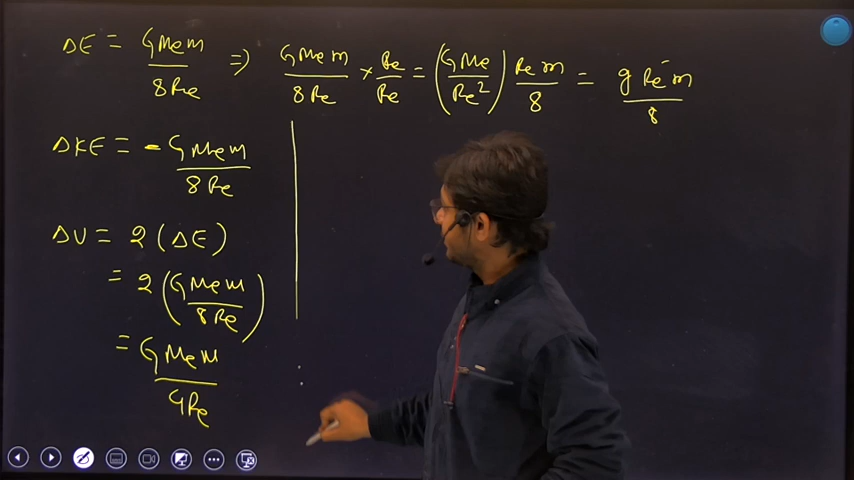 ΔE = GMem/8Re ⇒ GMem/8Re × Re/Re = (GMe/Re²) Rem/8 = gRem/8
ΔKE = -GMem/8Re
ΔU = 2(ΔE)
= 2(GMem/8Re)
= GMem/4Re